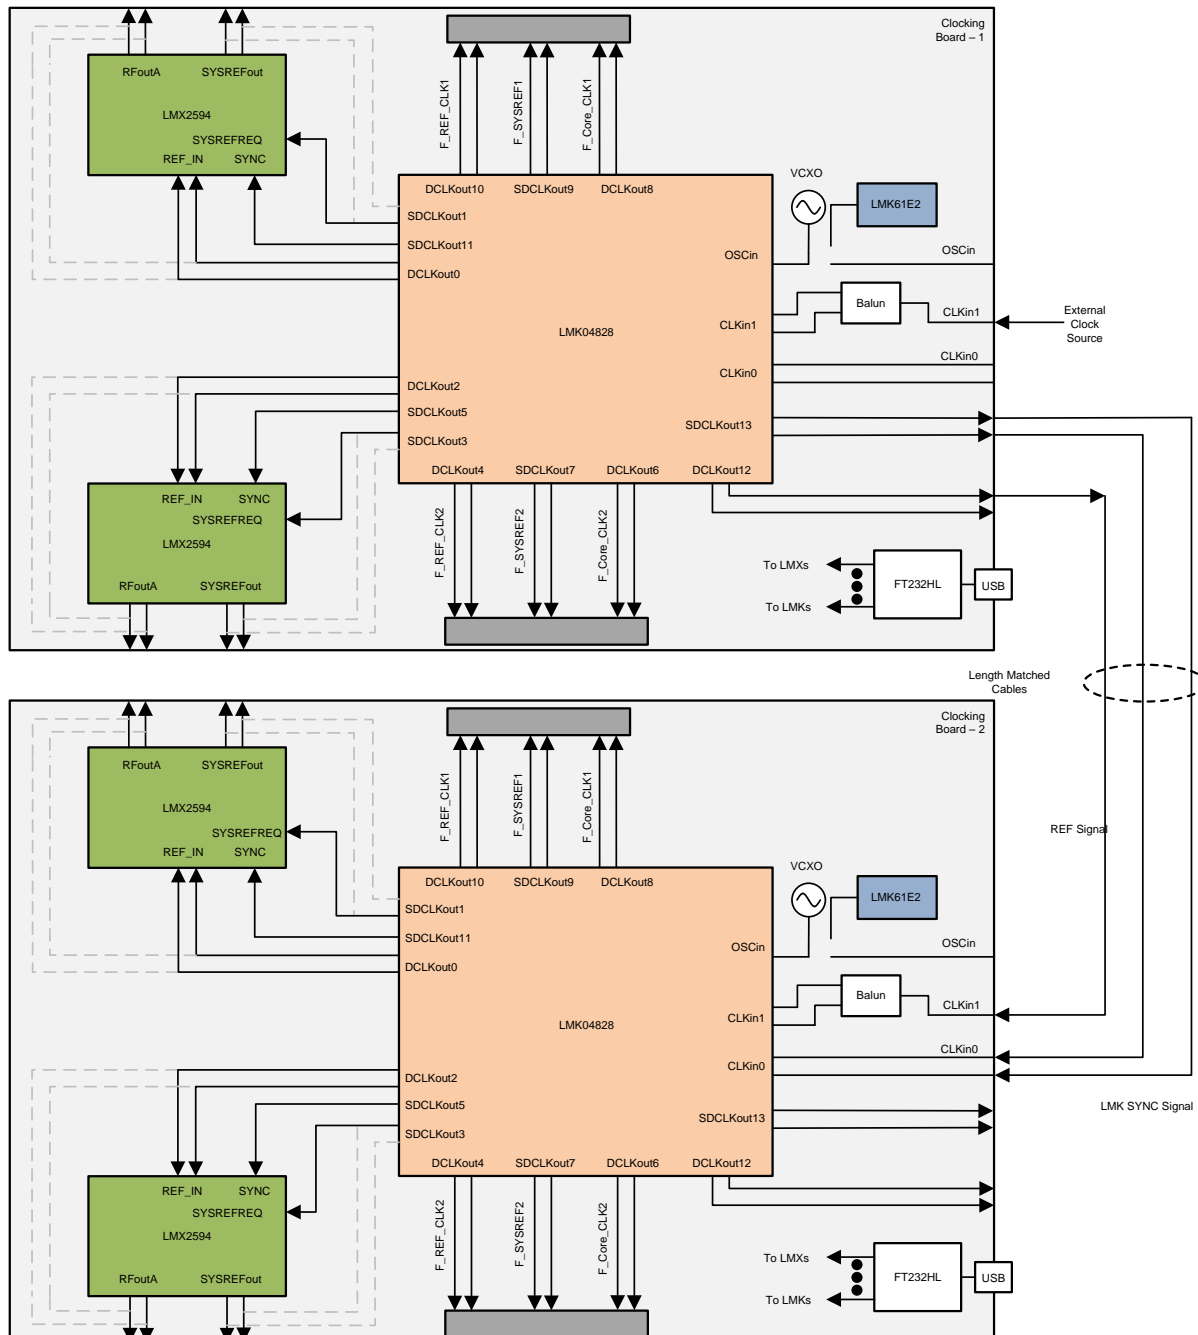 Clocking
Board – 1
RFoutA
SYSREFout
LMX2594
SYSREFREQ
REF_IN
SYNC
F_REF_CLK1
F_SYSREF1
F_Core_CLK1
DCLKout10
SDCLKout9
DCLKout8
SDCLKout1
SDCLKout11
DCLKout0
VCXO
LMK61E2
OSCin
OSCin
Balun
CLKin1
CLKin1
External
Clock
Source
LMK04828
CLKin0
CLKin0
DCLKout2
SDCLKout5
SDCLKout3
SDCLKout13
DCLKout4
SDCLKout7
DCLKout6
DCLKout12
REF_IN
SYNC
SYSREFREQ
LMX2594
RFoutA
SYSREFout
F_REF_CLK2
F_SYSREF2
F_Core_CLK2
To LMXs
To LMKs
FT232HL
USB
Length Matched
Cables
Clocking
Board – 2
RFoutA
SYSREFout
LMX2594
SYSREFREQ
REF_IN
SYNC
F_REF_CLK1
F_SYSREF1
F_Core_CLK1
REF Signal
DCLKout10
SDCLKout9
DCLKout8
SDCLKout1
SDCLKout11
DCLKout0
VCXO
LMK61E2
OSCin
OSCin
Balun
CLKin1
CLKin1
LMK04828
CLKin0
CLKin0
DCLKout2
SDCLKout5
SDCLKout3
SDCLKout13
LMK SYNC Signal
DCLKout4
SDCLKout7
DCLKout6
DCLKout12
REF_IN
SYNC
SYSREFREQ
LMX2594
RFoutA
SYSREFout
F_REF_CLK2
F_SYSREF2
F_Core_CLK2
To LMXs
To LMKs
FT232HL
USB